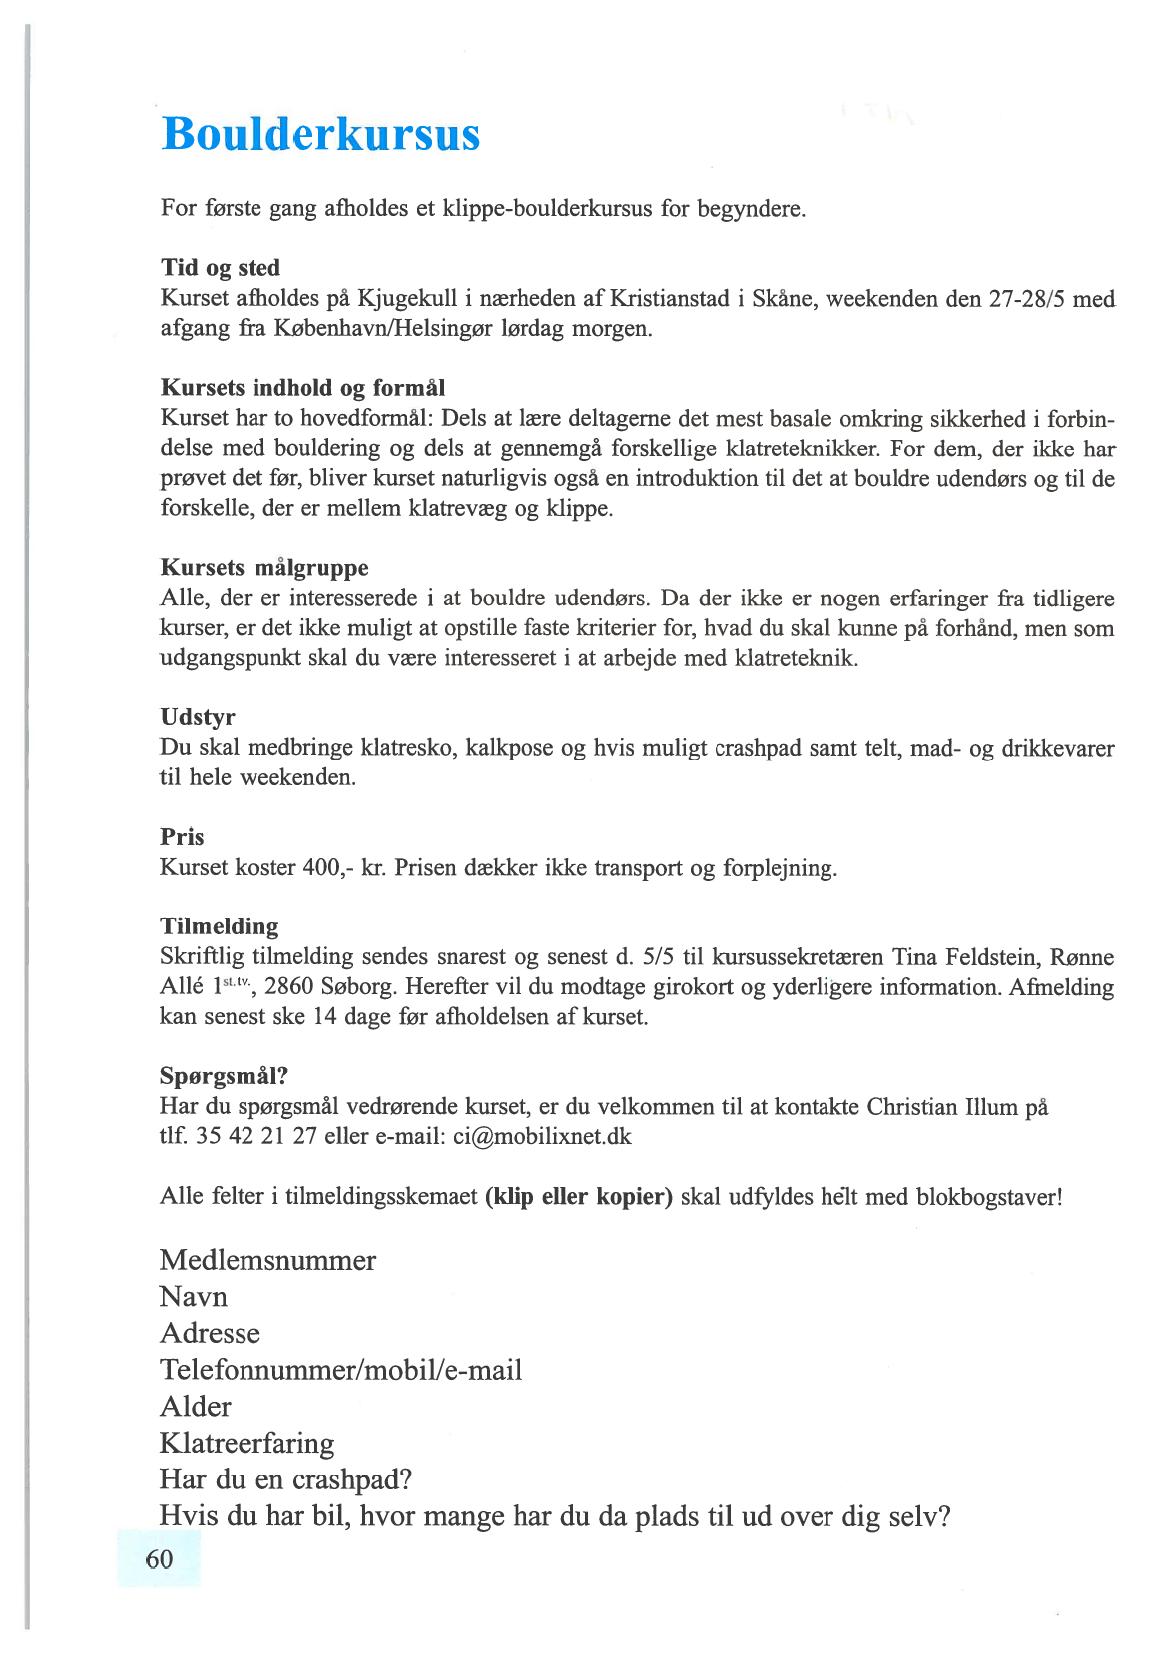 Boulderkursus
For første gang afholdes et klippe-boulderkursus for begyndere.
Tid og sted
Kurset afholdes på Kjugekull i nærheden af Kristianstad i Skåne, weekenden den 27-28/5 med
afgang fra København/Helsingør lørdag morgen.
Kursets indhold og formål
Kurset har to hovedformål: Dels at lære deltagerne det mest basale omkring sikkerhed i forbin-
delse med bouldering og dels at gennemgå forskellige klatreteknikker. For dem, der ikke har
prøvet det før, bliver kurset naturligvis også en introduktion til det at bouldre udendørs og til de
forskelle, der er mellem klatrevæg og klippe.
Kursets målgruppe
Alle, der er interesserede i at bouldre udendørs. Da der ikke er nogen erfaringer fra tidligere
kurser, er det ikke muligt at opstille faste kriterier for, hvad du skal kunne på forhånd, men som
udgangspunkt skal du være interesseret i at arbejde med klatreteknik.
Udstyr
Du skal medbringe klatresko, kalkpose og hvis muligt crashpad samt telt, mad- og drikkevarer
til hele weekenden.
Pris
Kurset koster 400,- kr. Prisen dækker ikke transport og forplejning.
Tilmelding
Skriftlig tilmelding sendes snarest og senest d. 5/5 til kursussekretæren Tina Feldstein, Rønne
Allé 1st.tv., 2860 Søborg. Herefter vil du modtage girokort og yderligere information. Afmelding
kan senest ske 14 dage før afholdelsen af kurset.
Spørgsmål?
Har du spørgsmål vedrørende kurset, er du velkommen til at kontakte Christian Illum på
tlf. 35 42 21 27 eller e-mail: ci@mobilixnet.dk
Alle felter i tilmeldingsskemaet (klip eller kopier) skal udfyldes helt med blokbogstaver!
Medlemsnummer
Navn
Adresse
Telefonnummer/mobil/e-mail
Alder
Klatreerfaring
Har du en crashpad?
Hvis du har bil, hvor mange har du da plads til ud over dig selv?
60